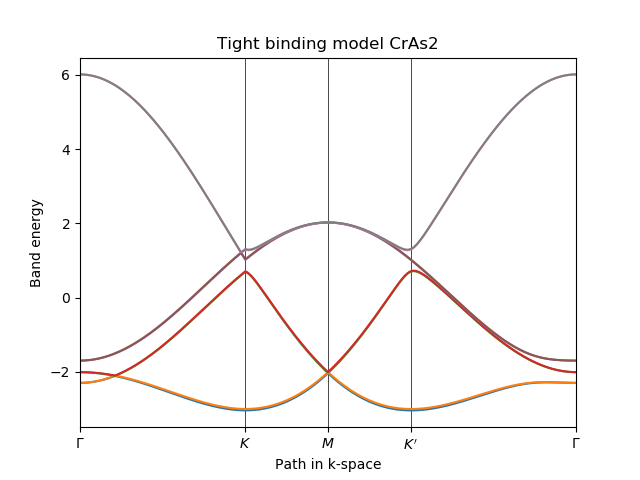 Tight binding model CrAs2
Band energy
6
4
2
0
−2
Γ K M K′ Γ
Path in k-space